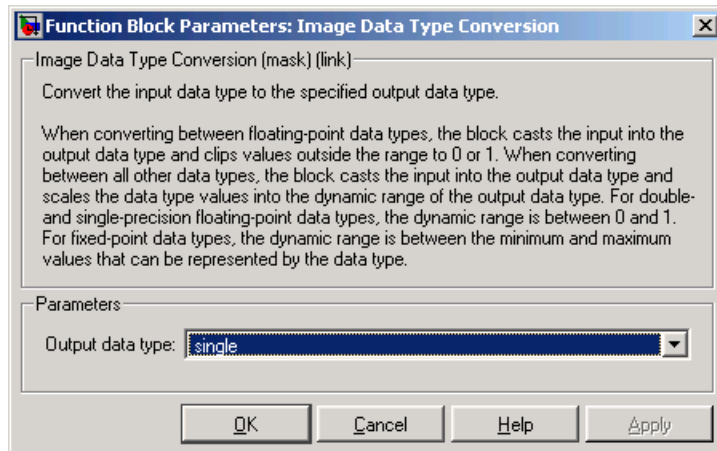 Function Block Parameters: Image Data Type Conversion
Image Data Type Conversion (mask) (link)
Convert the input data type to the specified output data type.
When converting between floating-point data types, the block casts the input into the
output data type and clips values outside the range to 0 or 1. When converting
between all other data types, the block casts the input into the output data type and
scales the data type values into the dynamic range of the output data type. For double-
and single-precision floating-point data types, the dynamic range is between 0 and 1.
For fixed-point data types, the dynamic range is between the minimum and maximum
values that can be represented by the data type.
Parameters
Output data type: single
OK Cancel Help Apply